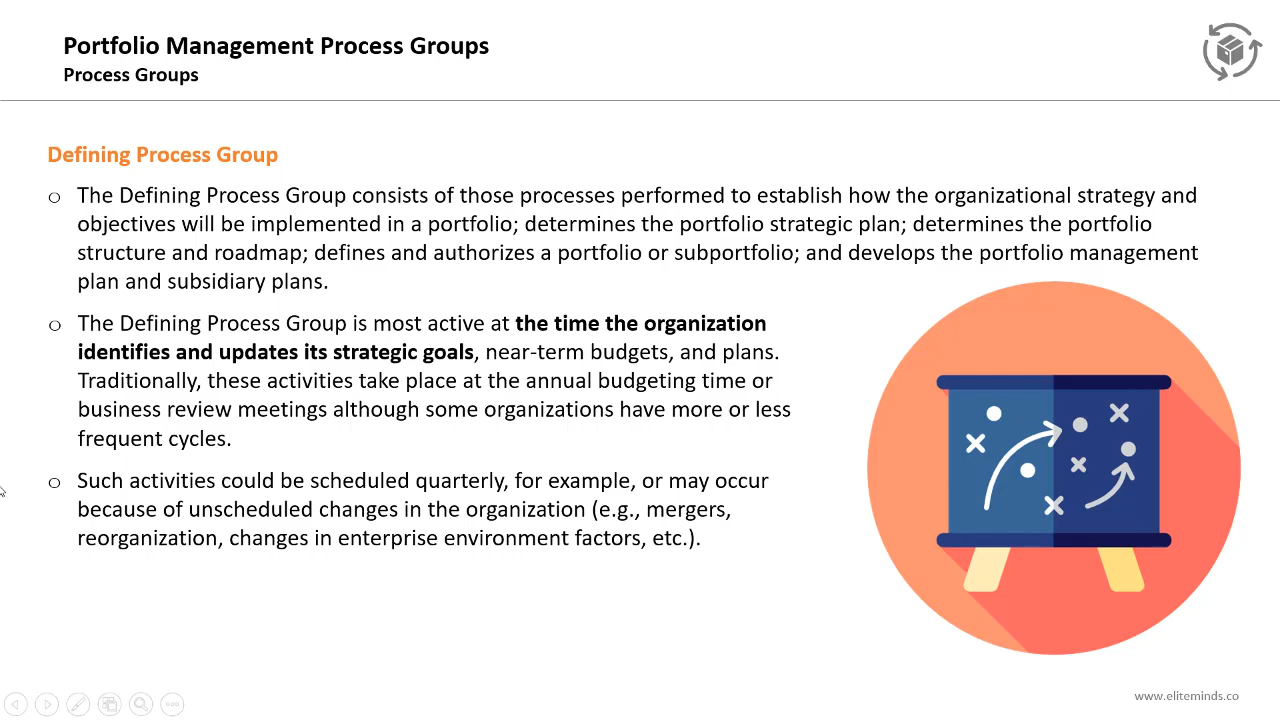 Portfolio Management Process Groups
Process Groups
Defining Process Group
o The Defining Process Group consists of those processes performed to establish how the organizational strategy and
objectives will be implemented in a portfolio; determines the portfolio strategic plan; determines the portfolio
structure and roadmap; defines and authorizes a portfolio or subportfolio; and develops the portfolio management
plan and subsidiary plans.
o The Defining Process Group is most active at the time the organization
identifies and updates its strategic goals, near-term budgets, and plans.
Traditionally, these activities take place at the annual budgeting time or
business review meetings although some organizations have more or less
frequent cycles.
o Such activities could be scheduled quarterly, for example, or may occur
because of unscheduled changes in the organization (e.g., mergers,
reorganization, changes in enterprise environment factors, etc.).
www.eliteminds.co